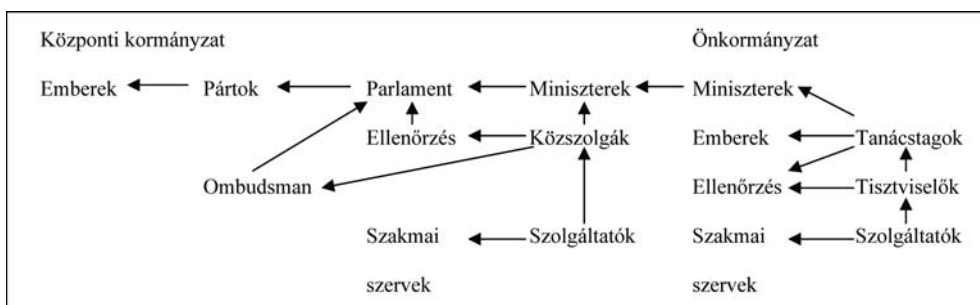 Központi kormányzat Önkormányzat
Emberek Pártok Parlament Miniszterek Miniszterek
Ellenőrzés Közszolgák Emberek Tanácstagok
Ombudsman Ellenőrzés Tisztviselők
Szakmai Szolgáltatók Szakmai Szolgáltatók
szervek szervek